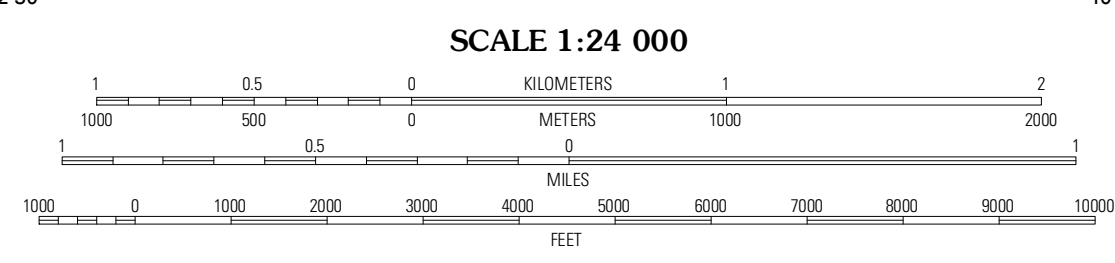 SCALE 1:24 000
1 0.5 0 KILOMETERS 1 2
1000 500 0 METERS 1000 2000
1 0.5 0 1
MILES
1000 0 1000 2000 3000 4000 5000 6000 7000 8000 9000 10000
FEET